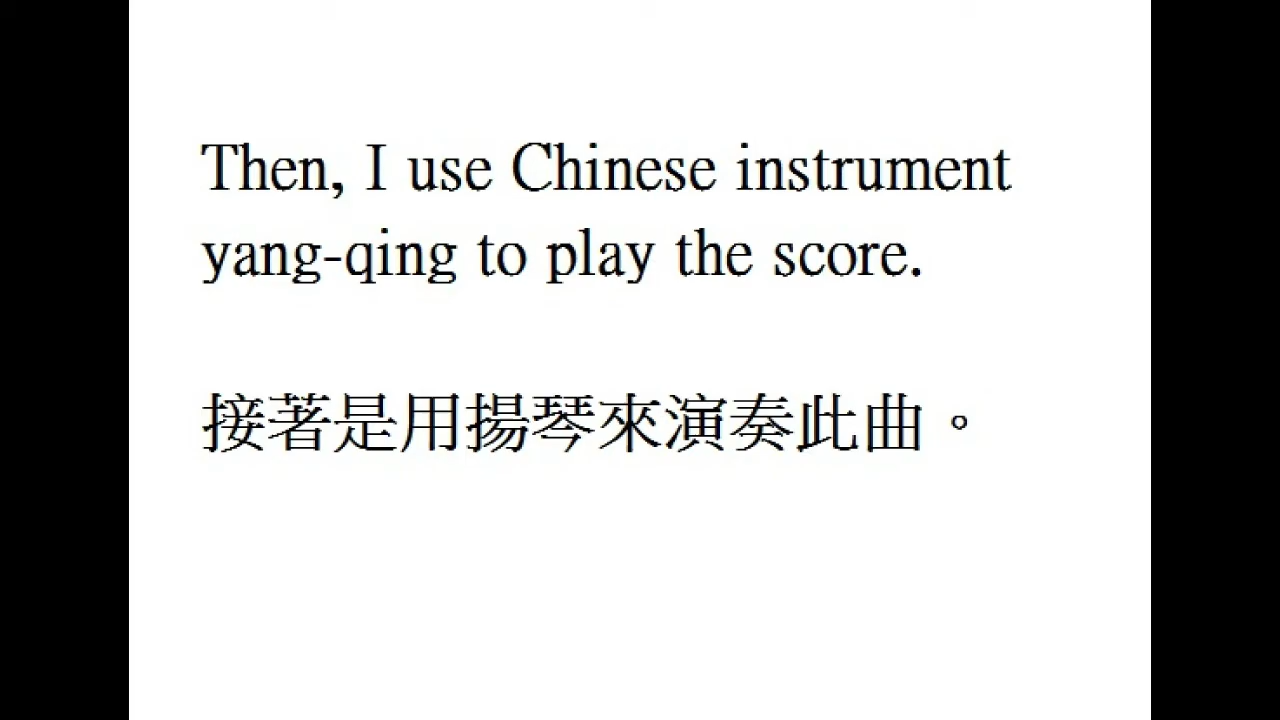 Then, I use Chinese instrument
yang-qing to play the score.
接著是用揚琴來演奏此曲。